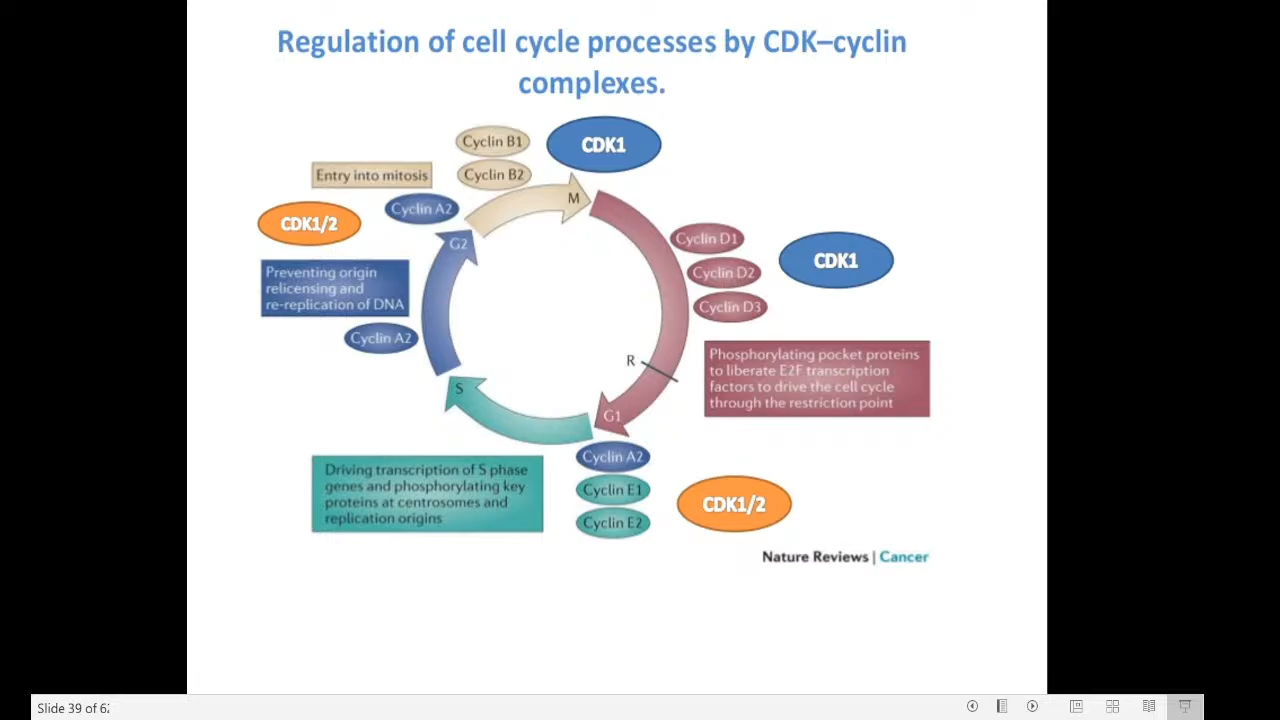 Regulation of cell cycle processes by CDK–cyclin
complexes.
Cyclin B1
CDK1
Entry into mitosis
Cyclin B2
M
Cyclin A2
CDK1/2
G2
Cyclin D1
Cyclin D2
Cyclin D3
CDK1
Preventing origin
relicensing and
re-replication of DNA
Cyclin A2
R
Phosphorylating pocket proteins
to liberate E2F transcription
factors to drive the cell cycle
through the restriction point
S
G1
Cyclin A2
Cyclin E1
Cyclin E2
CDK1/2
Driving transcription of S phase
genes and phosphorylating key
proteins at centrosomes and
replication origins
Nature Reviews | Cancer
Slide 39 of